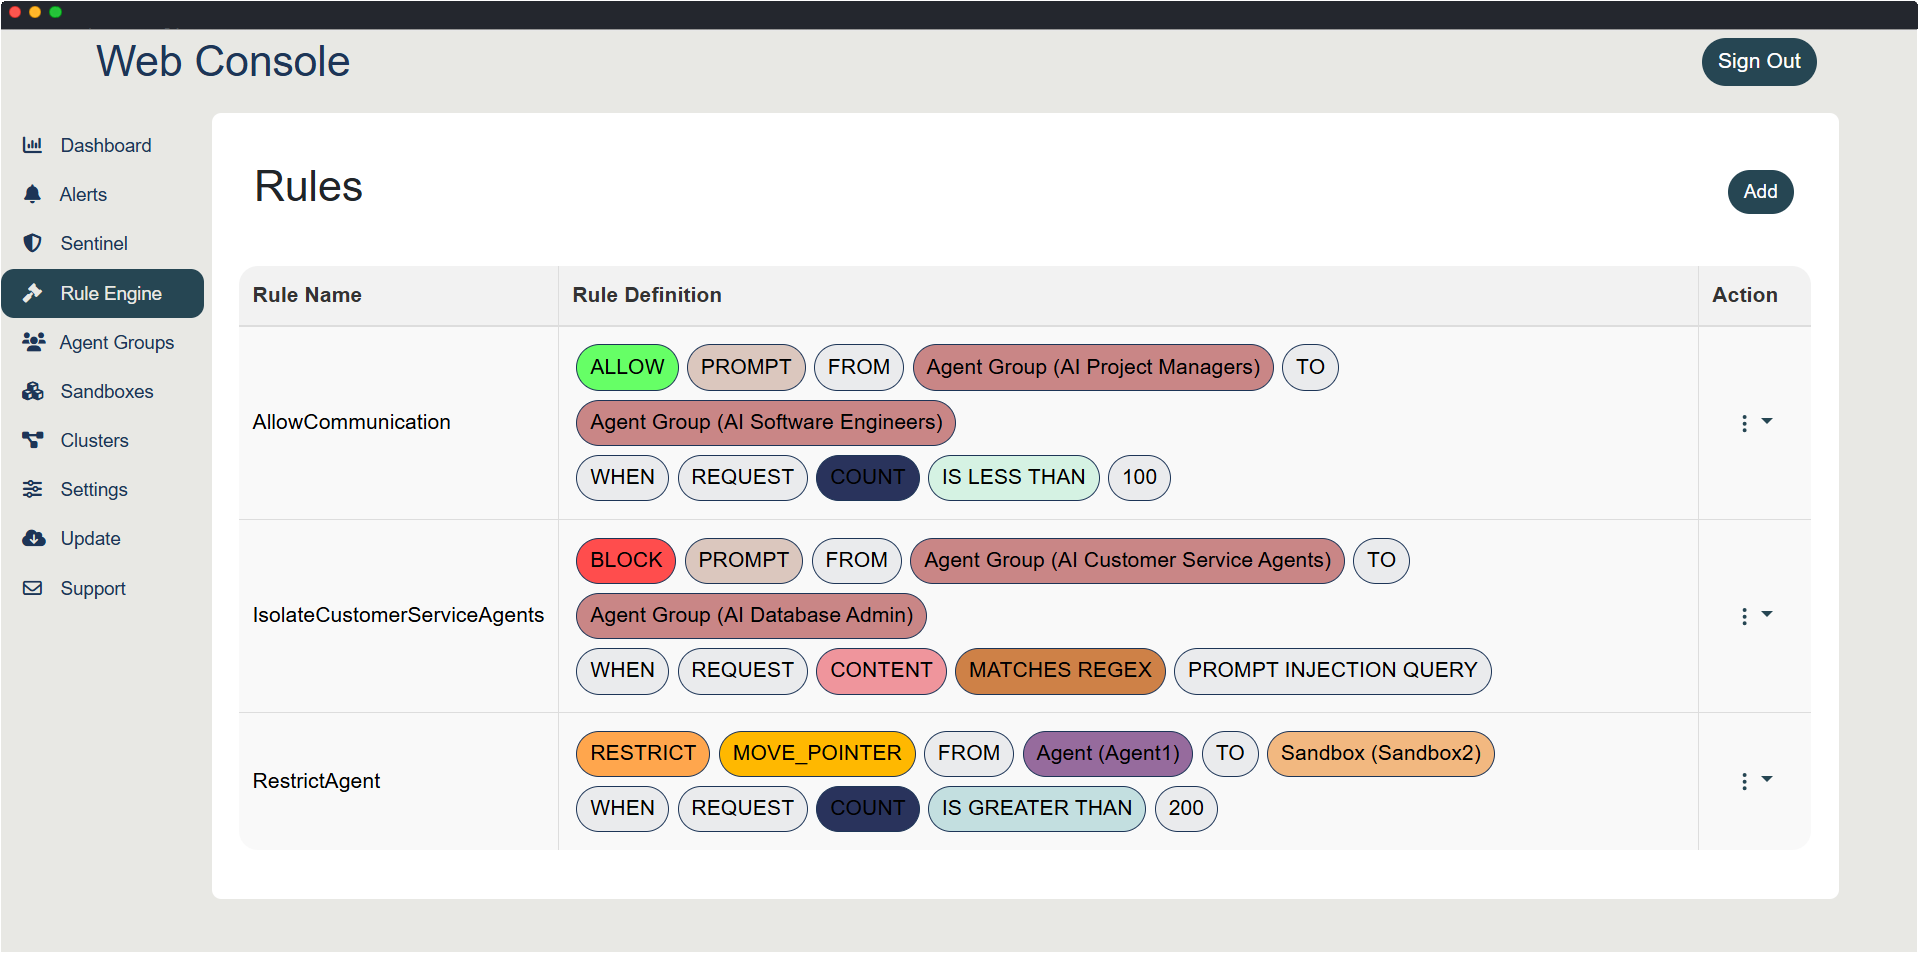 Web Console
Sign Out
Dashboard
Alerts
Sentinel
Rule Engine
Agent Groups
Sandboxes
Clusters
Settings
Update
Support
Rules
Add
Rule Name Rule Definition Action
AllowCommunication
ALLOW PROMPT FROM Agent Group (AI Project Managers) TO
Agent Group (AI Software Engineers)
WHEN REQUEST COUNT IS LESS THAN 100
IsolateCustomerServiceAgents
BLOCK PROMPT FROM Agent Group (AI Customer Service Agents) TO
Agent Group (AI Database Admin)
WHEN REQUEST CONTENT MATCHES REGEX PROMPT INJECTION QUERY
RestrictAgent
RESTRICT MOVE_POINTER FROM Agent (Agent1) TO Sandbox (Sandbox2)
WHEN REQUEST COUNT IS GREATER THAN 200